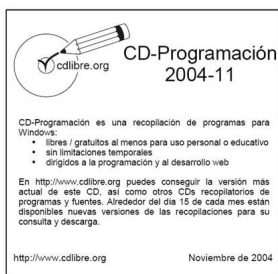 cdlibre.org
CD-Programación
2004-11
CD-Programación es una recopilación de programas para
Windows:
• libres / gratuitos al menos para uso personal o educativo
• sin limitaciones temporales
• dirigidos a la programación y al desarrollo web
En http://www.cdlibre.org puedes conseguir la versión más
actual de este CD, así como otros CDs recopilatorios de
programas y fuentes. Alrededor del día 15 de cada mes están
disponibles nuevas versiones de las recopilaciones para su
consulta y descarga.
http://www.cdlibre.org Noviembre de 2004